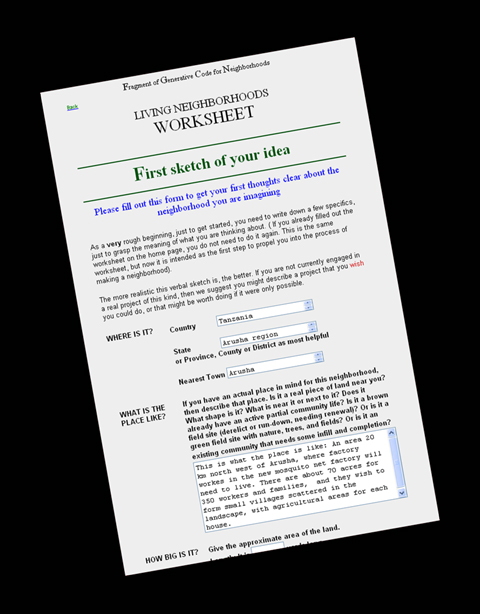 Fragment of Generative Code for Neighborhoods
Back
LIVING NEIGHBORHOODS
WORKSHEET
First sketch of your idea
Please fill out this form to get your first thoughts clear about the
neighborhood you are imagining
As a very rough beginning, just to get started, you need to write down a few specifics,
just to grasp the meaning of what you are thinking about. ( If you already filled out the
worksheet on the home page, you do not need to do it again. This is the same
worksheet, but now it is intended as the first step to propel you into the process of
making a neighborhood).
The more realistic this verbal sketch is, the better. If you are not currently engaged in
a real project of this kind, then we suggest you might describe a project that you wish
you could do, or that might be worth doing if it were only possible.
WHERE IS IT? Country Tanzania
State Arusha region
or Province, County or District as most helpful
Nearest Town Arusha
WHAT IS THE
PLACE LIKE?
If you have an actual place in mind for this neighborhood,
then describe that place. Is it a real piece of land near you?
What shape is it? What is near it or next to it? Does it
already have an active partial community life? Is it a brown
field site (derelict or run-down, needing renewal)? Or is it a
green field site with nature, trees, and fields? Or is it an
existing community that needs some infill and completion?
This is what the place is like: An area 20
km north west of Arusha, where factory
workes in the new mosquito net factory will
need to live. There are about 70 acres for
350 workers and families, and they wish to
form small villages scattered in the
landscape, with agricultural areas for each
house.
HOW BIG IS IT? Give the approximate area of the land.